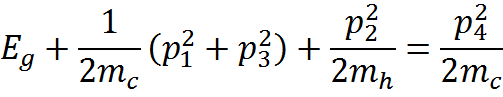 E_g + \frac{1}{2m_c}(p_1^2 + p_3^2) + \frac{p_2^2}{2m_h} = \frac{p_4^2}{2m_c}